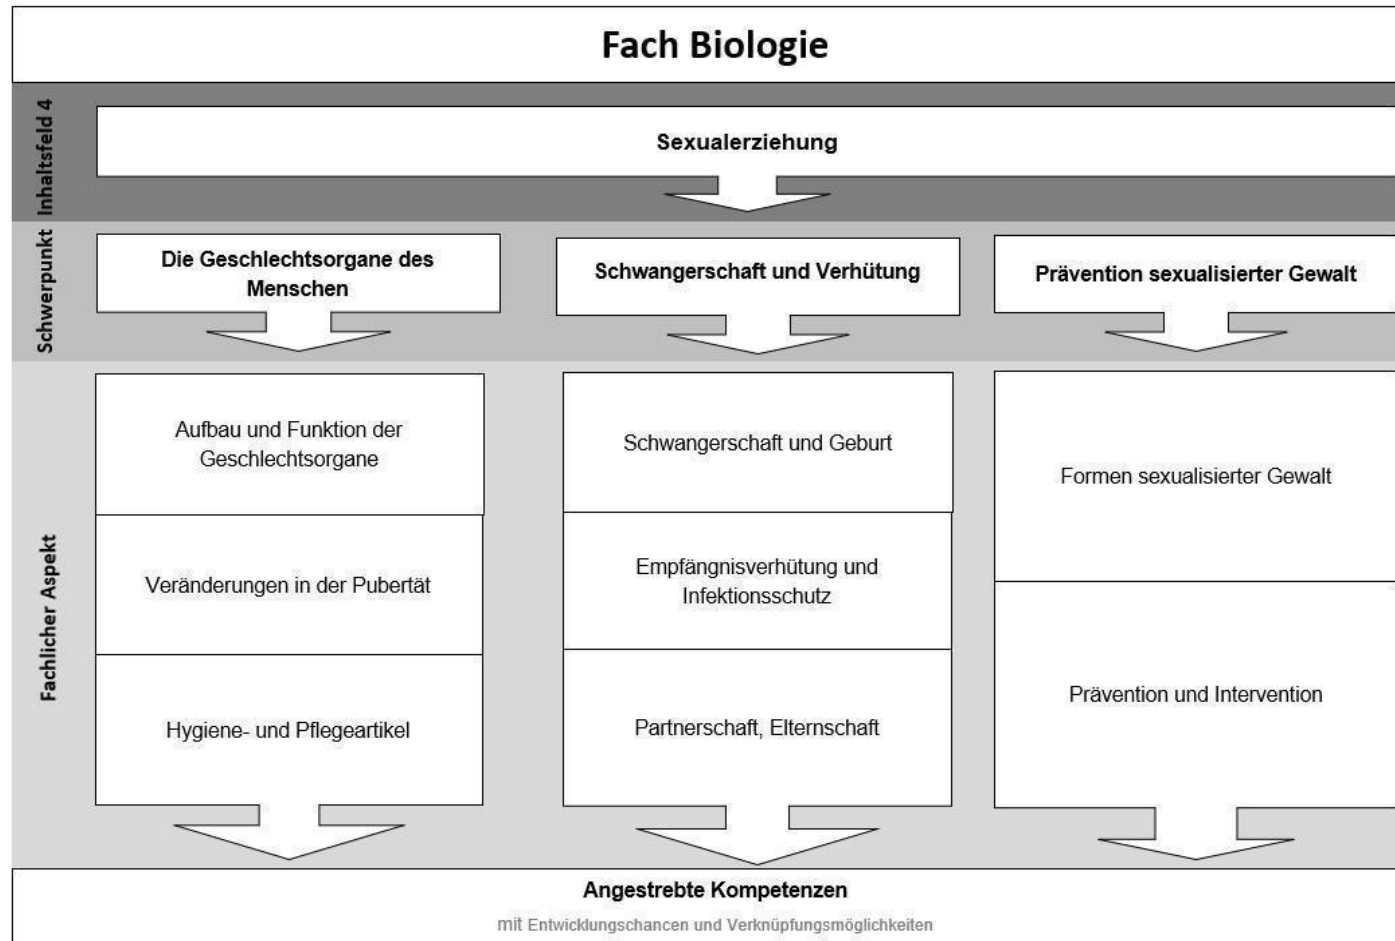 Fach Biologie
Inhaltsfeld 4
Sexualerziehung
Schwerpunkt
Die Geschlechtsorgane des
Menschen
Schwangerschaft und Verhütung
Prävention sexualisierter Gewalt
Fachlicher Aspekt
Aufbau und Funktion der
Geschlechtsorgane
Veränderungen in der Pubertät
Hygiene- und Pflegeartikel
Schwangerschaft und Geburt
Empfängnisverhütung und
Infektionsschutz
Partnerschaft, Elternschaft
Formen sexualisierter Gewalt
Prävention und Intervention
Angestrebte Kompetenzen
mit Entwicklungschancen und Verknüpfungsmöglichkeiten